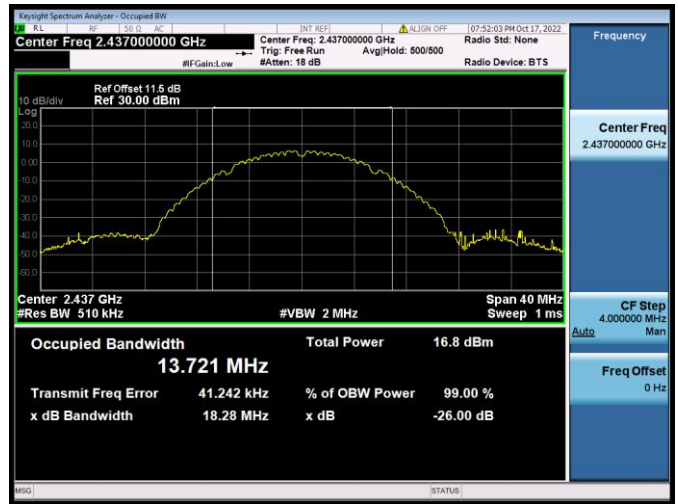 Keysight Spectrum Analyzer - Occupied BW
RL RF 50 Ω AC INT REF ALIGN OFF 07:52:03 PM Oct 17, 2022
Center Freq 2.437000000 GHz Center Freq: 2.437000000 GHz Radio Std: None
Trig: Free Run Avg|Hold: 500/500
#IFGain:Low #Atten: 18 dB Radio Device: BTS
Frequency
Ref Offset 11.5 dB
10 dB/div Ref 30.00 dBm
Log
20.0
10.0
0.00
-10.0
-20.0
-30.0
-40.0
-50.0
-60.0
Center Freq
2.437000000 GHz
Center 2.437 GHz Span 40 MHz
#Res BW 510 kHz #VBW 2 MHz Sweep 1 ms
CF Step
4.000000 MHz
Auto Man
Occupied Bandwidth Total Power 16.8 dBm
13.721 MHz
Transmit Freq Error 41.242 kHz % of OBW Power 99.00 %
x dB Bandwidth 18.28 MHz x dB -26.00 dB
Freq Offset
0 Hz
MSG STATUS